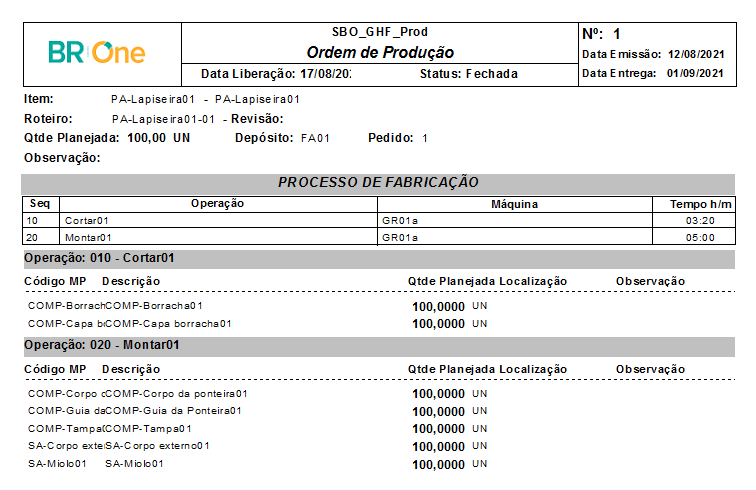 BR One
SBO_GHF_Prod
Ordem de Produção
Data Liberação: 17/08/202 Status: Fechada
Nº: 1
Data Emissão: 12/08/2021
Data Entrega: 01/09/2021
Item: PA-Lapiseira01 - PA-Lapiseira01
Roteiro: PA-Lapiseira01-01 - Revisão:
Qtde Planejada: 100,00 UN Depósito: FA01 Pedido: 1
Observação:
PROCESSO DE FABRICAÇÃO
Seq Operação Máquina Tempo h/m
10 Cortar01 GR01a 03:20
20 Montar01 GR01a 05:00
Operação: 010 - Cortar01
Código MP Descrição Qtde Planejada Localização Observação
COMP-Borrach COMP-Borracha01 100,0000 UN
COMP-Capa b COMP-Capa borracha01 100,0000 UN
Operação: 020 - Montar01
Código MP Descrição Qtde Planejada Localização Observação
COMP-Corpo COMP-Corpo da ponteira01 100,0000 UN
COMP-Guia da COMP-Guia da Ponteira01 100,0000 UN
COMP-Tampa COMP-Tampa01 100,0000 UN
SA-Corpo exte SA-Corpo externo01 100,0000 UN
SA-Miolo01 SA-Miolo01 100,0000 UN